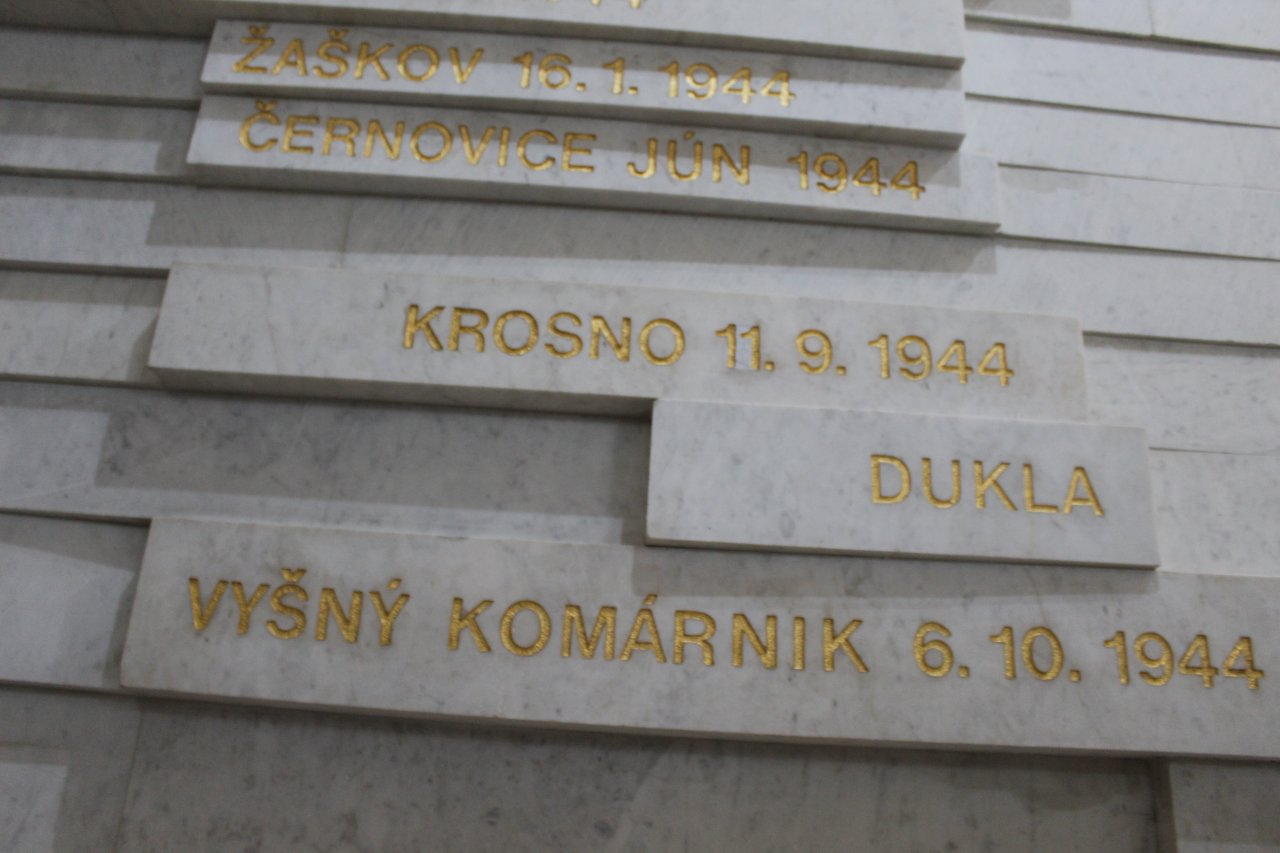 ŽAŠKOV 16. 1. 1944
ČERNOVICE JÚN 1944
KROSNO 11. 9. 1944
DUKLA
VYŠNÝ KOMÁRNIK 6. 10. 1944